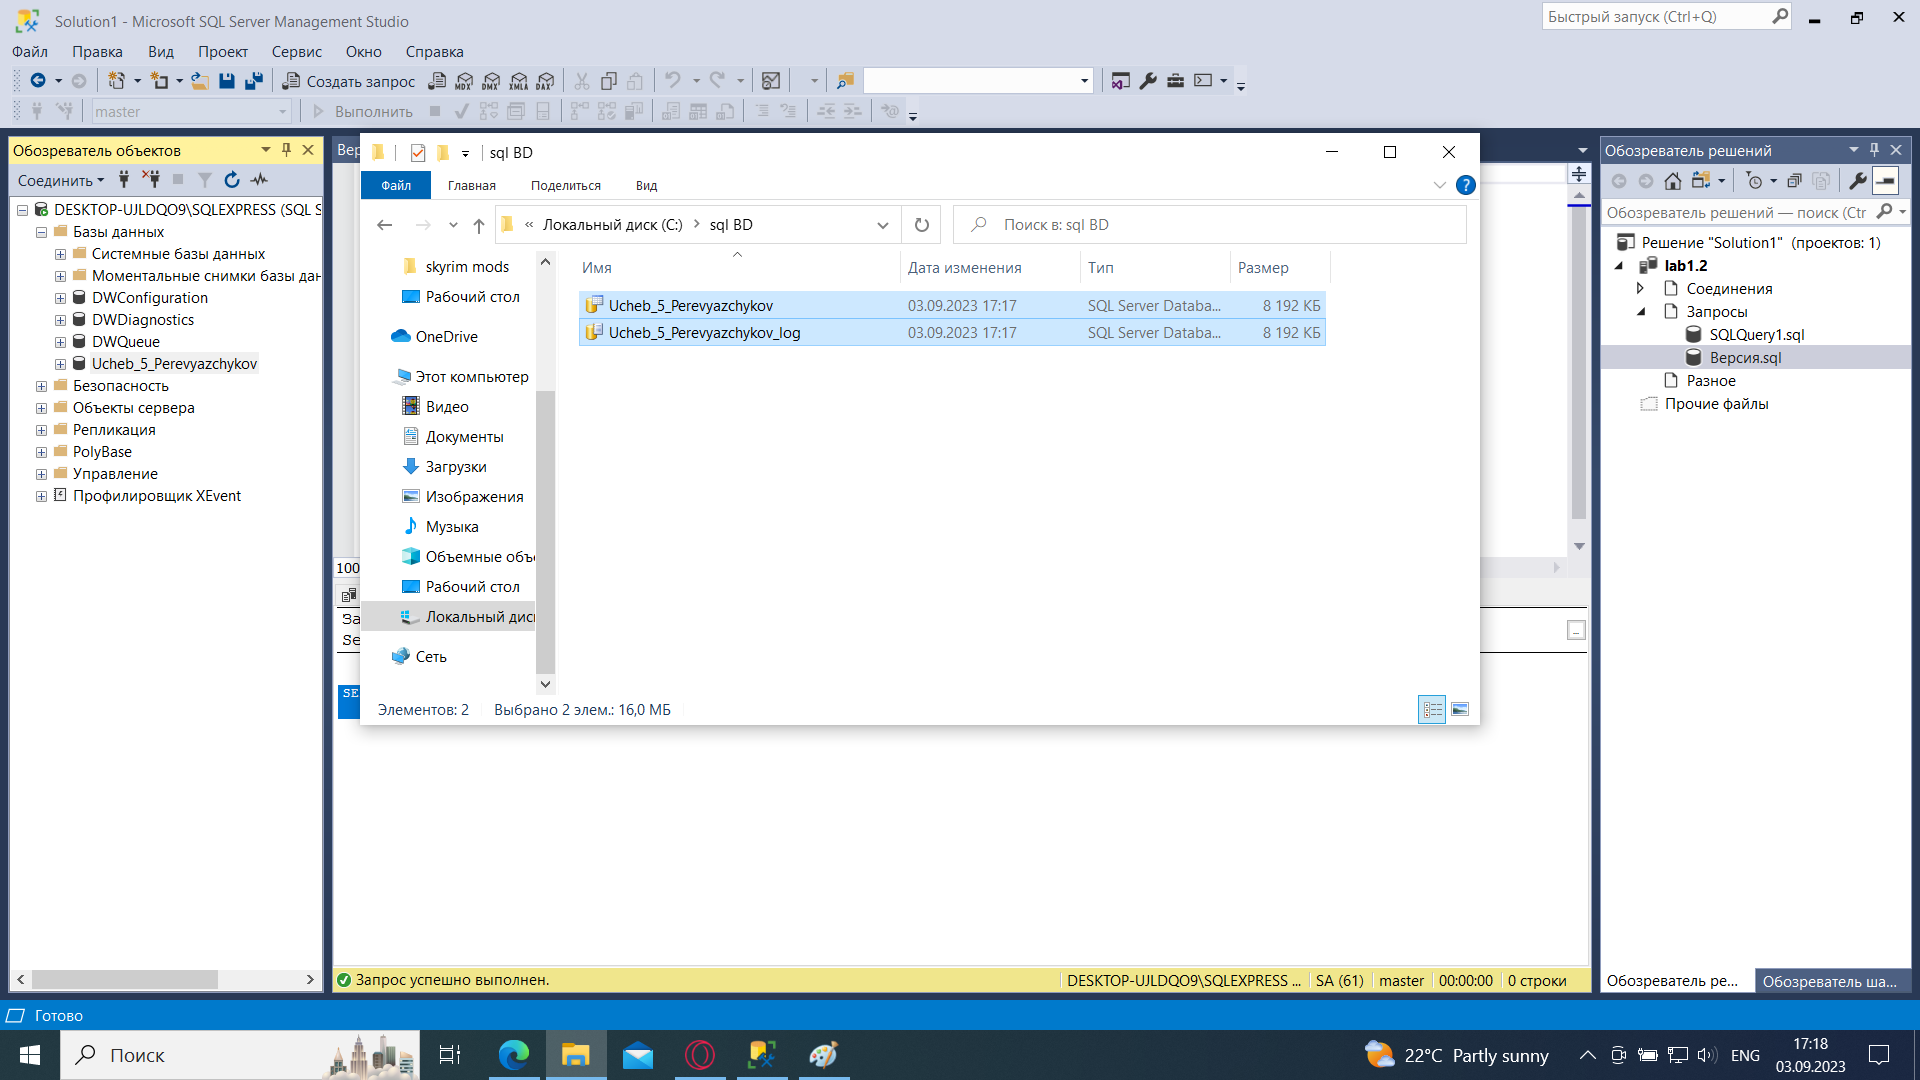 Solution1 - Microsoft SQL Server Management Studio
Быстрый запуск (Ctrl+Q)
Файл Правка Вид Проект Сервис Окно Справка
Создать запрос MDX DMX XMLA DAX
master Выполнить
Обозреватель объектов
Соединить
DESKTOP-UJLDQO9\SQLEXPRESS (SQL S
Базы данных
Системные базы данных
Моментальные снимки базы дан
DWConfiguration
DWDiagnostics
DWQueue
Ucheb_5_Perevyazchykov
Безопасность
Объекты сервера
Репликация
PolyBase
Управление
Профилировщик XEvent
Вер
100
За
Se
SE
sql BD
Файл Главная Поделиться Вид
« Локальный диск (C:) > sql BD
Поиск в: sql BD
skyrim mods
Рабочий стол
OneDrive
Этот компьютер
Видео
Документы
Загрузки
Изображения
Музыка
Объемные объ
Рабочий стол
Локальный дис
Сеть
Имя Дата изменения Тип Размер
Ucheb_5_Perevyazchykov 03.09.2023 17:17 SQL Server Databa... 8 192 КБ
Ucheb_5_Perevyazchykov_log 03.09.2023 17:17 SQL Server Databa... 8 192 КБ
Элементов: 2 Выбрано 2 элем.: 16,0 МБ
Обозреватель решений
Обозреватель решений — поиск (Ctr
Решение "Solution1" (проектов: 1)
lab1.2
Соединения
Запросы
SQLQuery1.sql
Версия.sql
Разное
Прочие файлы
Обозреватель ре... Обозреватель ша...
Запрос успешно выполнен. DESKTOP-UJLDQO9\SQLEXPRESS ... SA (61) master 00:00:00 0 строки
Готово
Поиск
22°C Partly sunny
ENG
17:18
03.09.2023